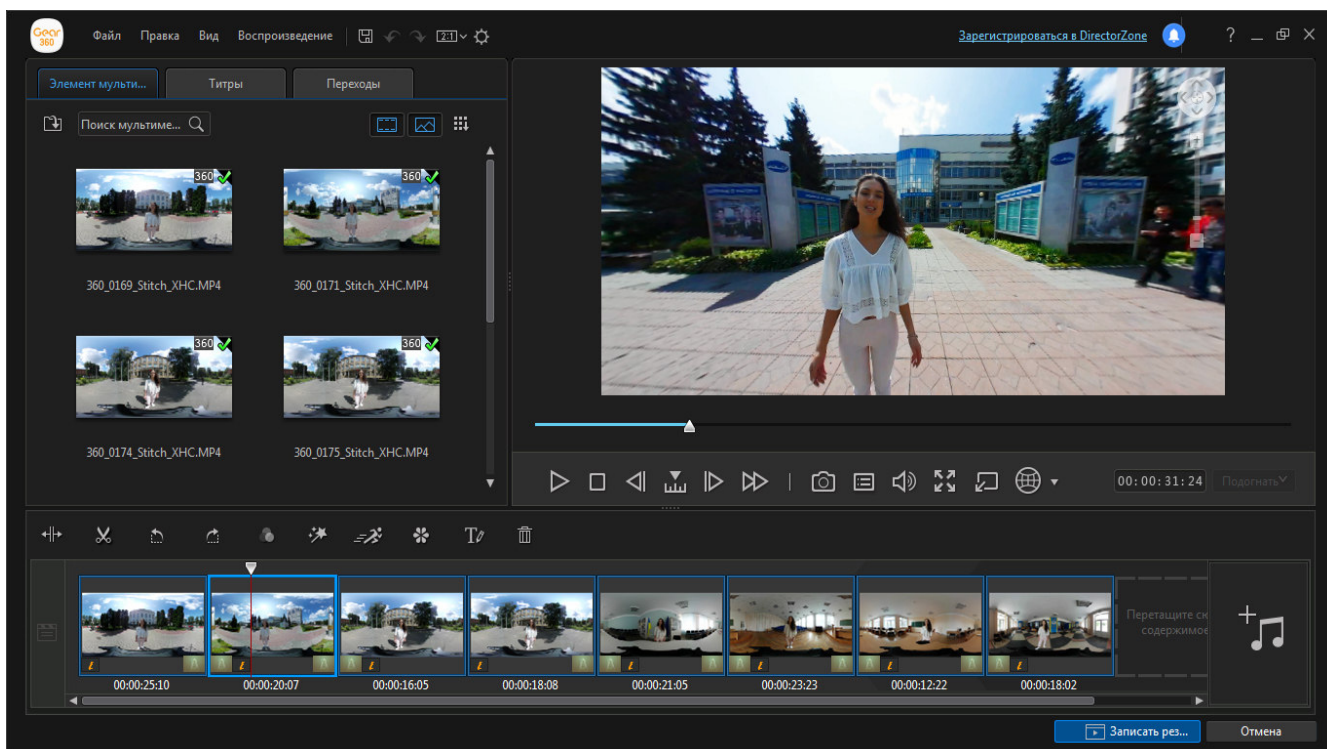 Gear
360
Файл Правка Вид Воспроизведение
2:1
Зарегистрироваться в DirectorZone
?
Элемент мульти... Титры Переходы
Поиск мультиме...
360 360
360_0169_Stitch_XHC.MP4 360_0171_Stitch_XHC.MP4
360 360
360_0174_Stitch_XHC.MP4 360_0175_Stitch_XHC.MP4
00:00:31:24 Подогнать
Перетащите сю
содержимое
i i i i i i i i
00:00:25:10 00:00:20:07 00:00:16:05 00:00:18:08 00:00:21:05 00:00:23:23 00:00:12:22 00:00:18:02
Записать рез... Отмена